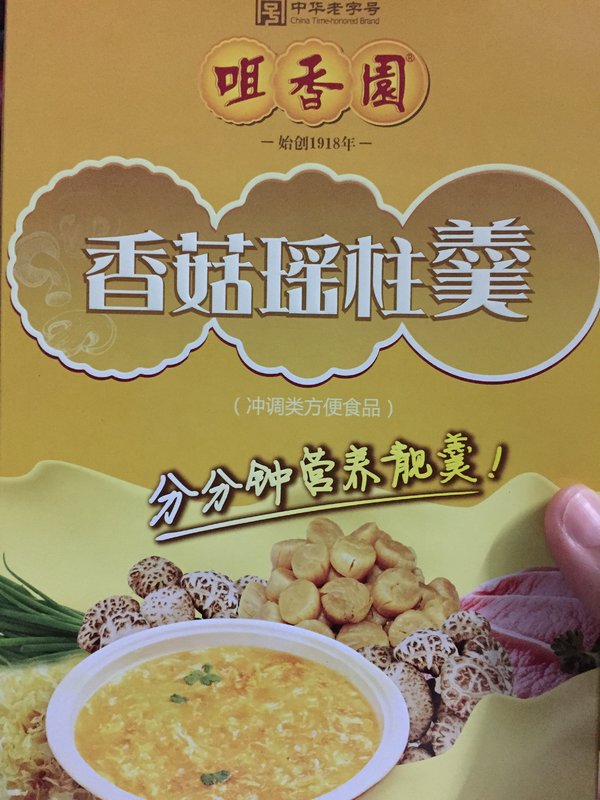 中华老字号
China Time-honored Brand
咀香園®
始创1918年
香菇瑶柱羹
（冲调类方便食品）
分分钟营养靓羹！